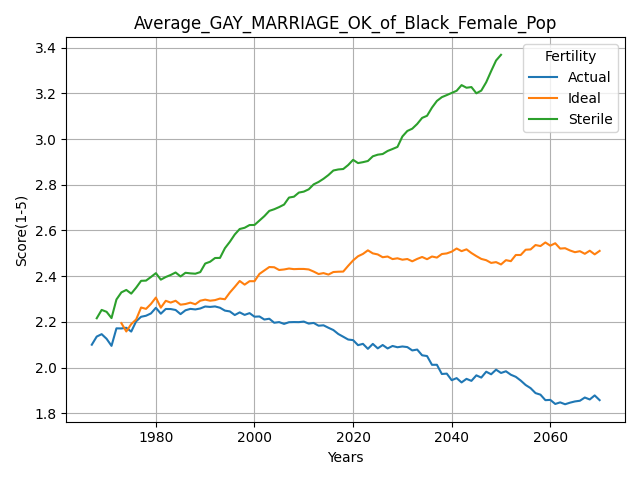 Average_GAY_MARRIAGE_OK_of_Black_Female_Pop
Score(1-5)
3.4
3.2
3.0
2.8
2.6
2.4
2.2
2.0
1.8
Fertility
Actual
Ideal
Sterile
1980
2000
2020
2040
2060
Years